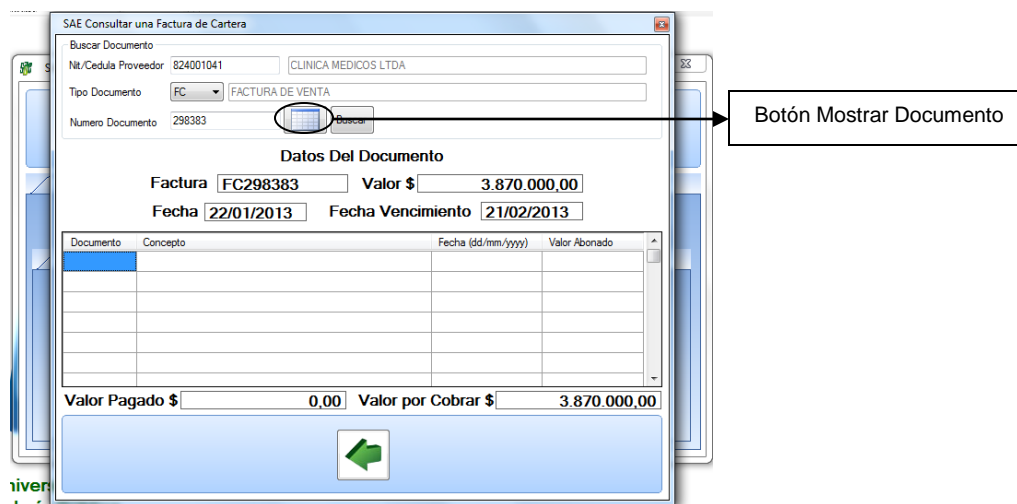 SAE Consultar una Factura de Cartera
Buscar Documento
Nit/Cedula Proveedor 824001041 CLINICA MEDICOS LTDA
Tipo Documento FC FACTURA DE VENTA
Numero Documento 298383 Buscar
Botón Mostrar Documento
Datos Del Documento
Factura FC298383 Valor $ 3.870.000,00
Fecha 22/01/2013 Fecha Vencimiento 21/02/2013
Documento Concepto Fecha (dd/mm/yyyy) Valor Abonado
Valor Pagado $ 0,00 Valor por Cobrar $ 3.870.000,00